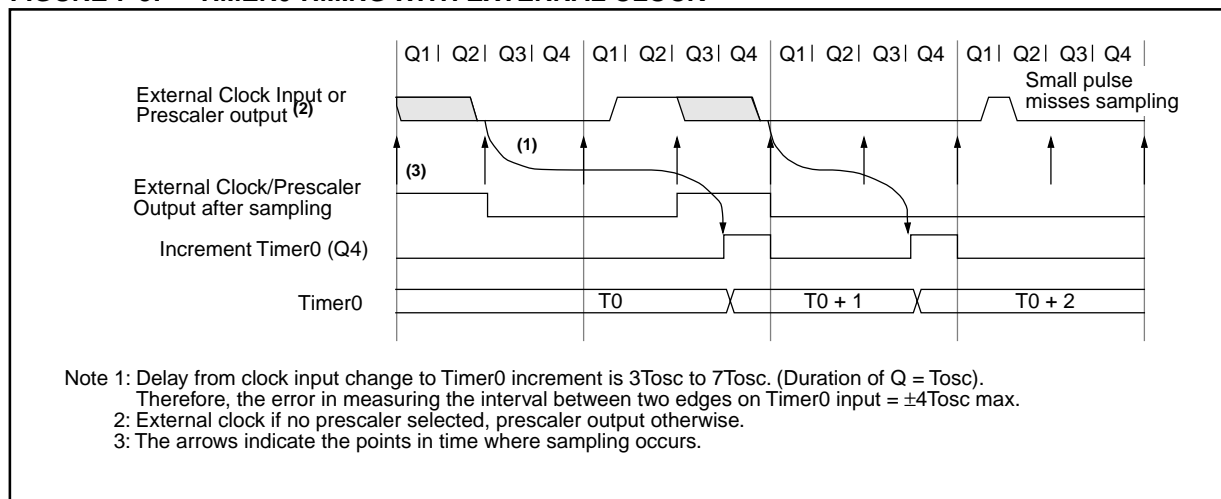 Q1| Q2| Q3| Q4 Q1| Q2| Q3| Q4 Q1| Q2| Q3| Q4 Q1| Q2| Q3| Q4
External Clock Input or
Prescaler output (2)
Small pulse
misses sampling
(1)
(3)
External Clock/Prescaler
Output after sampling
Increment Timer0 (Q4)
Timer0 T0 T0 + 1 T0 + 2
Note 1: Delay from clock input change to Timer0 increment is 3Tosc to 7Tosc. (Duration of Q = Tosc).
Therefore, the error in measuring the interval between two edges on Timer0 input = ±4Tosc max.
2: External clock if no prescaler selected, prescaler output otherwise.
3: The arrows indicate the points in time where sampling occurs.